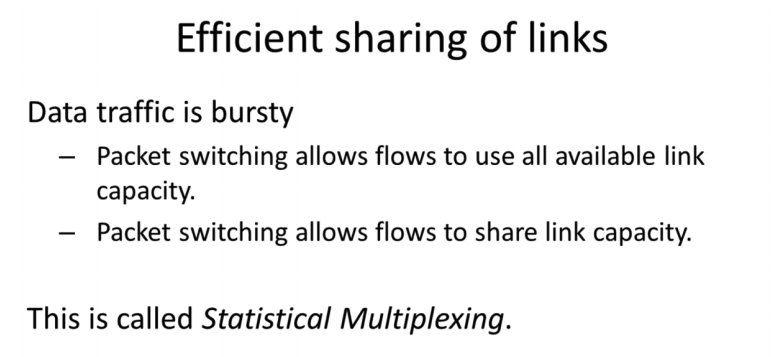 Efficient sharing of links
Data traffic is bursty
– Packet switching allows flows to use all available link
capacity.
– Packet switching allows flows to share link capacity.
This is called Statistical Multiplexing.